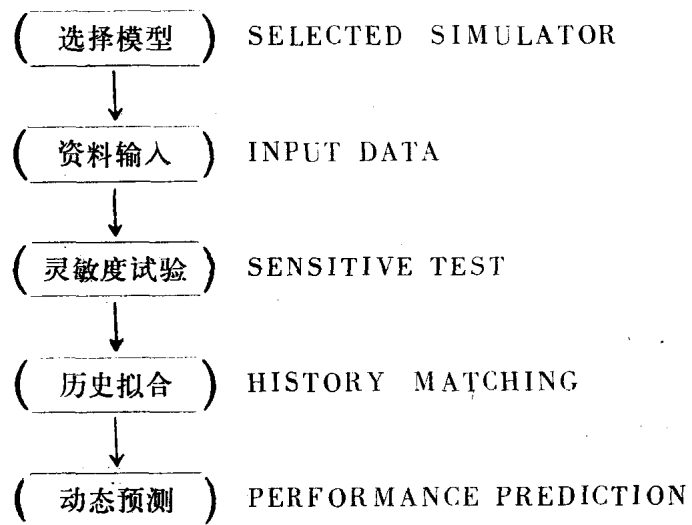 选择模型 SELECTED SIMULATOR
资料输入 INPUT DATA
灵敏度试验 SENSITIVE TEST
历史拟合 HISTORY MATCHING
动态预测 PERFORMANCE PREDICTION